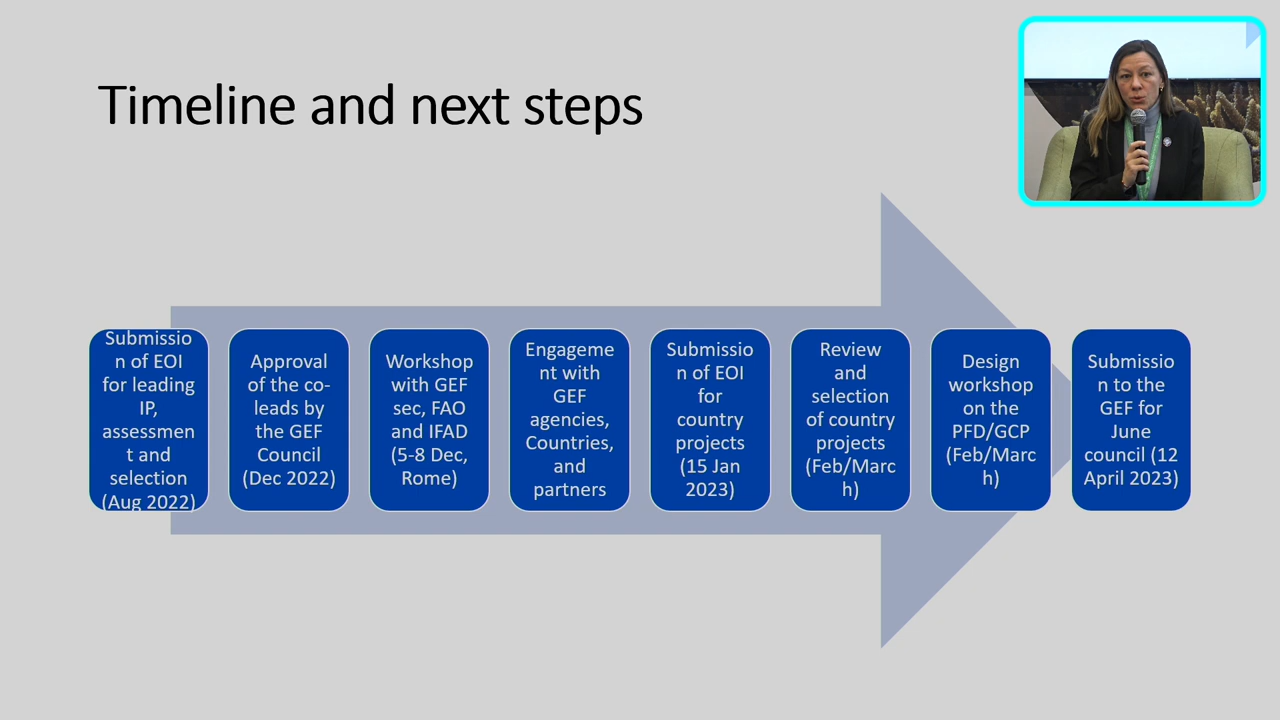 Timeline and next steps
Submissio
n of EOI
for leading
IP,
assessmen
t and
selection
(Aug 2022)
Approval
of the co-
leads by
the GEF
Council
(Dec 2022)
Workshop
with GEF
sec, FAO
and IFAD
(5-8 Dec,
Rome)
Engageme
nt with
GEF
agencies,
Countries,
and
partners
Submissio
n of EOI
for
country
projects
(15 Jan
2023)
Review
and
selection
of country
projects
(Feb/Marc
h)
Design
workshop
on the
PFD/GCP
(Feb/Marc
h)
Submissio
n to the
GEF for
June
council (12
April 2023)